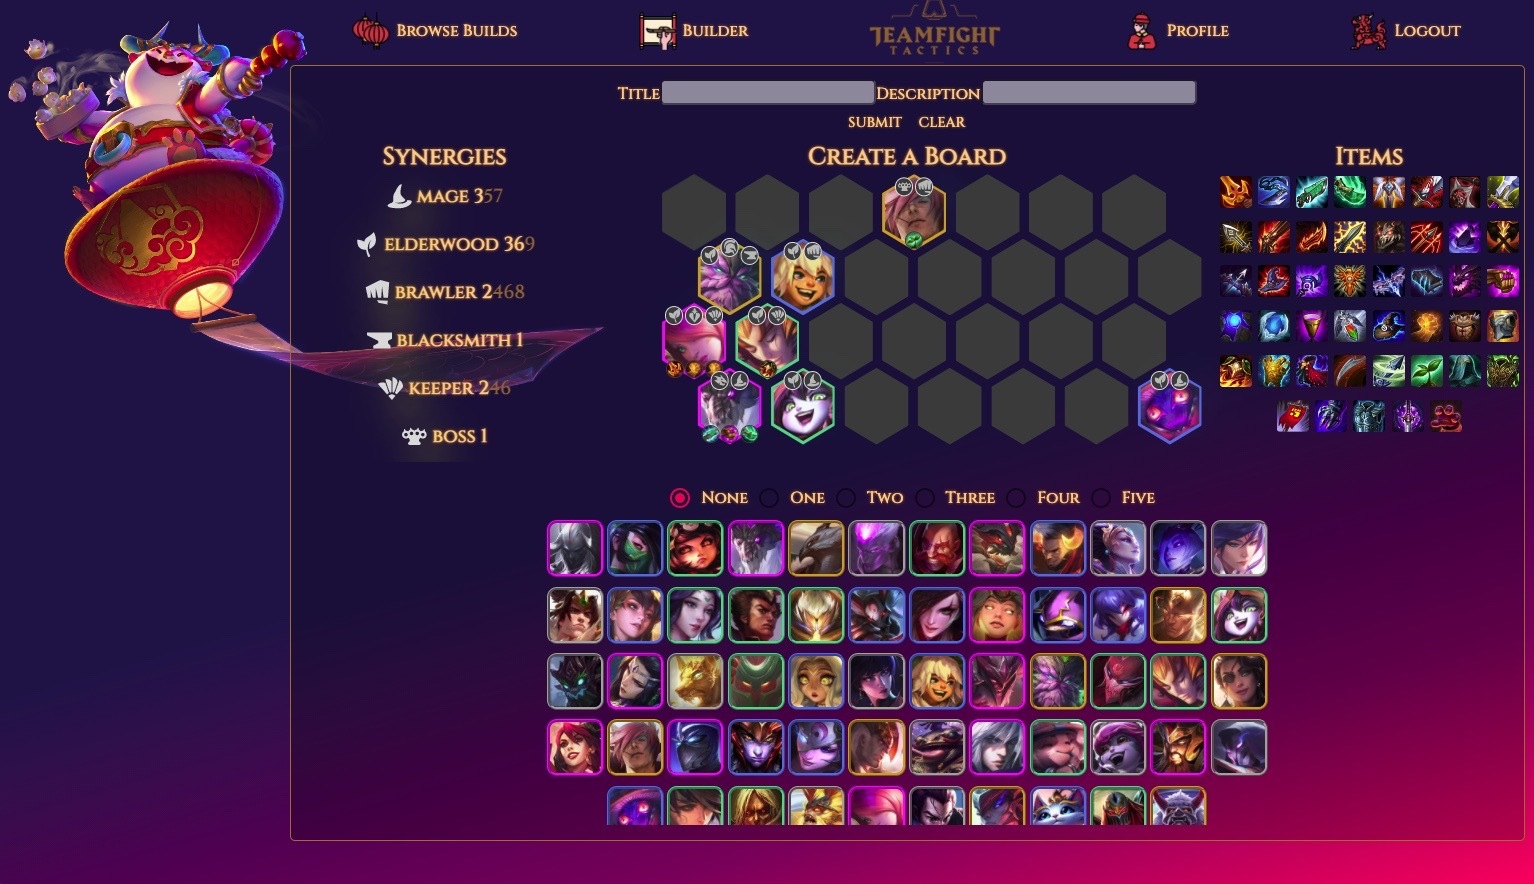 Browse Builds
Builder
TEAMFIGHT
TACTICS
Profile
Logout
Title
Description
SUBMIT CLEAR
Synergies
Create a Board
Items
MAGE 357
ELDERWOOD 369
BRAWLER 2468
BLACKSMITH 1
KEEPER 246
BOSS 1
None One Two Three Four Five